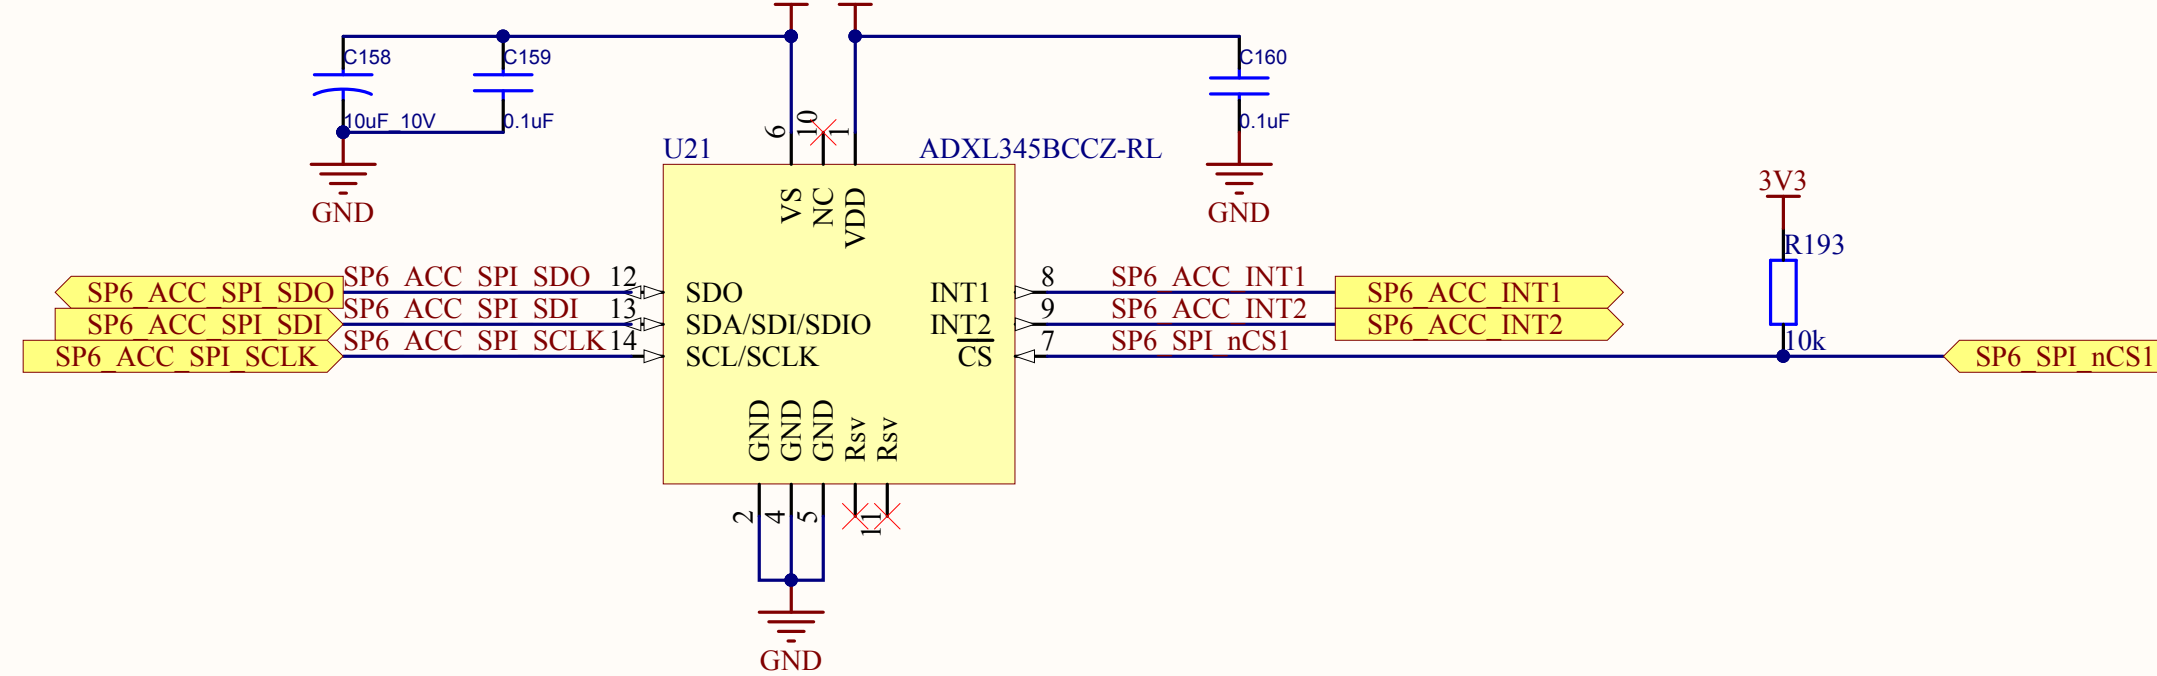 C158
C159
C160
10uF_10V
0.1uF
0.1uF
6
10
1
U21
ADXL345BCCZ-RL
GND
GND
3V3
R193
10k
VS
NC
VDD
SP6_ACC_SPI_SDO
SP6_ACC_SPI_SDO
12
SDO
INT1
8
SP6_ACC_INT1
SP6_ACC_INT1
SP6_ACC_SPI_SDI
SP6_ACC_SPI_SDI
13
SDA/SDI/SDIO
INT2
9
SP6_ACC_INT2
SP6_ACC_INT2
SP6_ACC_SPI_SCLK
SP6_ACC_SPI_SCLK
14
SCL/SCLK
CS
7
SP6_SPI_nCS1
SP6_SPI_nCS1
GND
GND
GND
Rsv
Rsv
2
4
5
11
GND